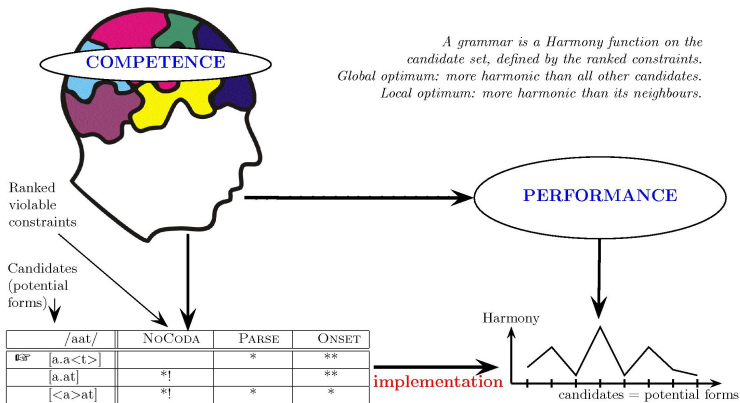 COMPETENCE
A grammar is a Harmony function on the
candidate set, defined by the ranked constraints.
Global optimum: more harmonic than all other candidates.
Local optimum: more harmonic than its neighbours.
Ranked
violable
constraints
PERFORMANCE
Candidates
(potential
forms)
/aat/ NoCoda Parse Onset
☞ [a.a<t>] * **
[a.at] *! **
[<a>at] *! * *
implementation
Harmony
candidates = potential forms